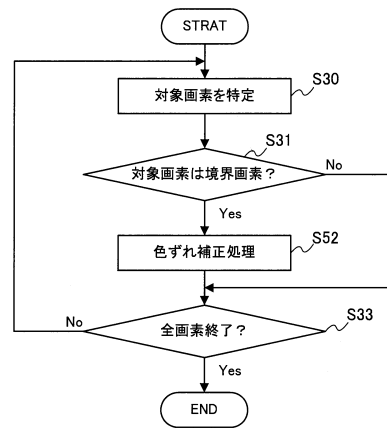 STRAT
対象画素を特定
S30
対象画素は境界画素？
S31
No
Yes
色ずれ補正処理
S52
全画素終了？
S33
No
Yes
END